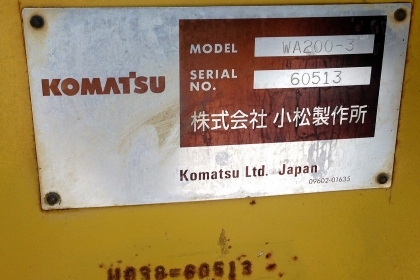 KOMATSU
MODEL WA200-3
SERIAL NO. 60513
株式会社 小松製作所
Komatsu Ltd. Japan
09602-01635
W038=60513